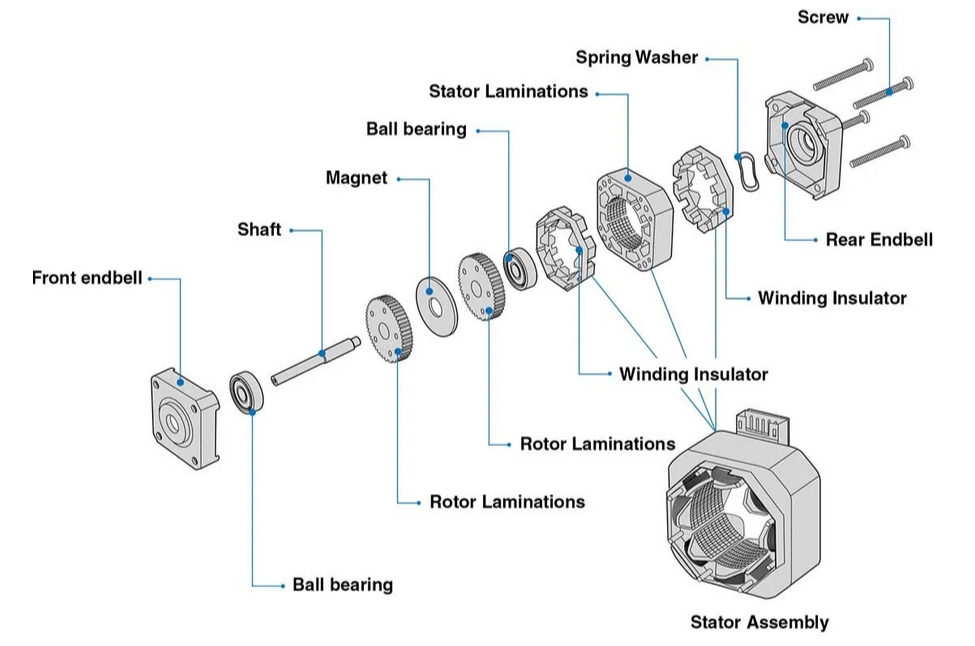 Screw
Spring Washer
Stator Laminations
Ball bearing
Magnet
Shaft
Rear Endbell
Front endbell
Winding Insulator
Winding Insulator
Rotor Laminations
Rotor Laminations
Ball bearing
Stator Assembly